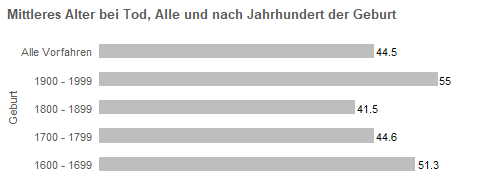 Mittleres Alter bei Tod, Alle und nach Jahrhundert der Geburt
Alle Vorfahren 44.5
1900 - 1999 55
1800 - 1899 41.5
1700 - 1799 44.6
1600 - 1699 51.3
Geburt